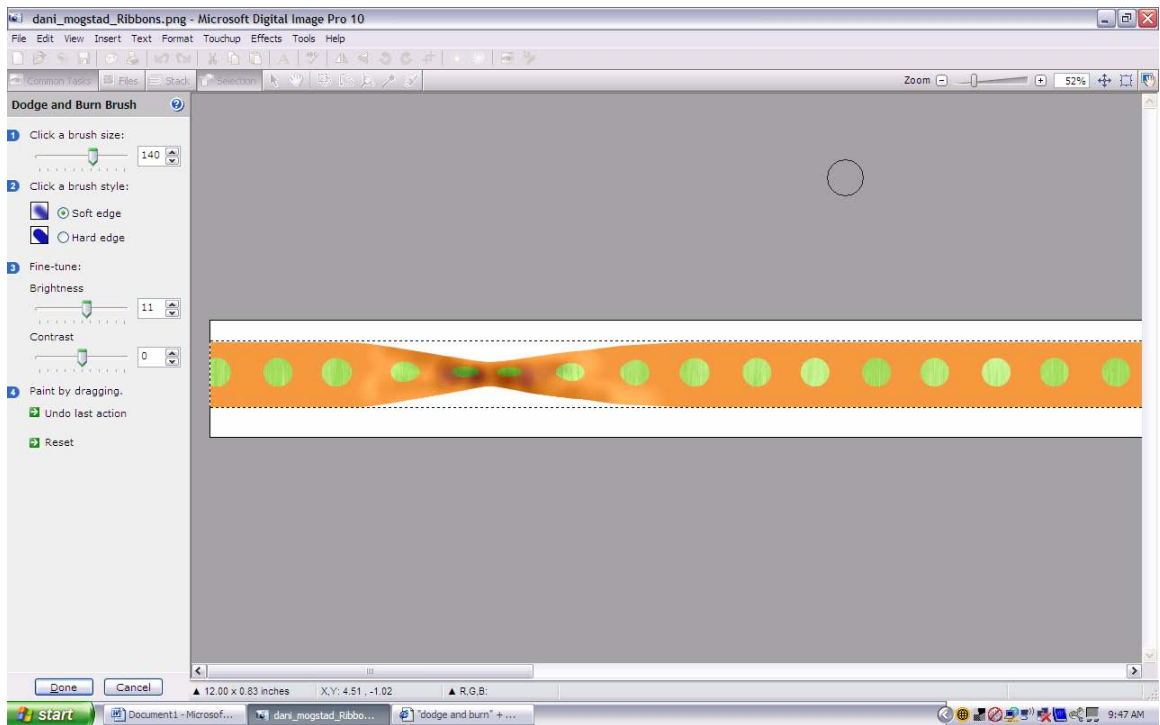 dani_mogstad_Ribbons.png - Microsoft Digital Image Pro 10
File Edit View Insert Text Format Touchup Effects Tools Help
Common Tasks Files Stack Selection Zoom 52%
Dodge and Burn Brush
1 Click a brush size:
140
2 Click a brush style:
Soft edge
Hard edge
3 Fine-tune:
Brightness
11
Contrast
0
4 Paint by dragging.
Undo last action
Reset
Done Cancel
12.00 x 0.83 inches X,Y: 4.51 , -1.02 R,G,B:
start Document1 - Microsof... dani_mogstad_Ribbo... "dodge and burn" + ... 9:47 AM